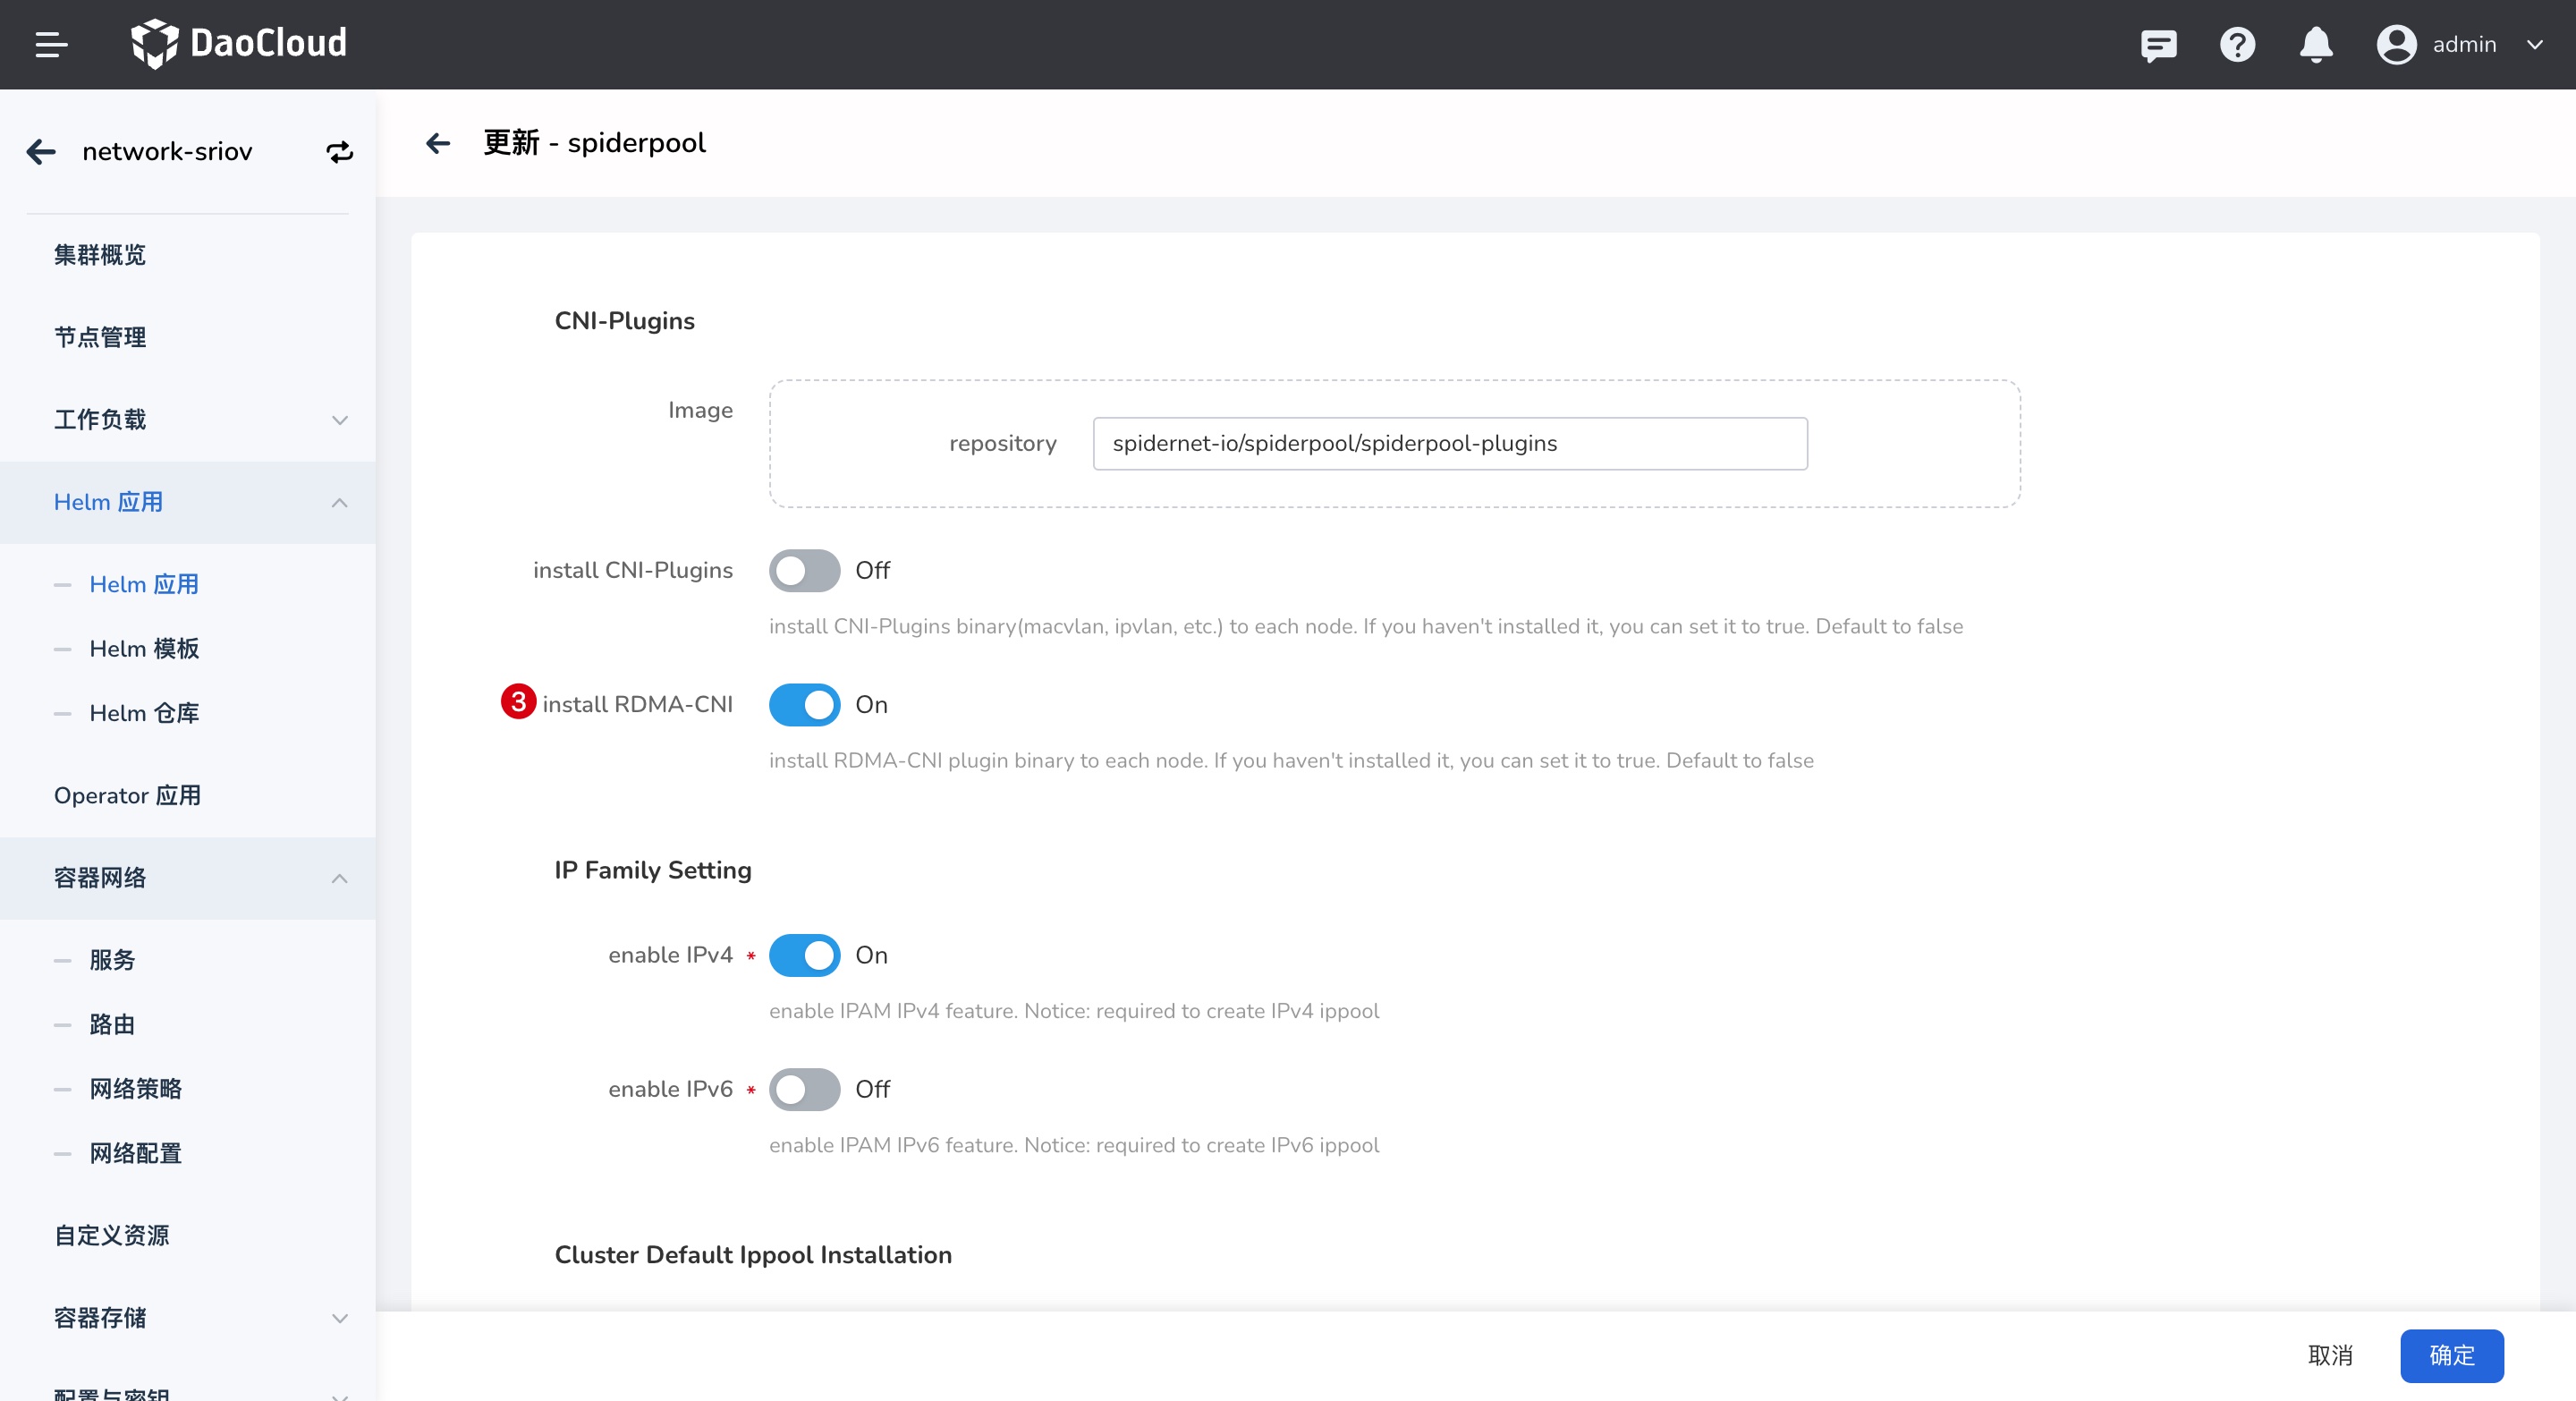 DaoCloud
admin
network-sriov
集群概览
节点管理
工作负载
Helm 应用
Helm 应用
Helm 模板
Helm 仓库
Operator 应用
容器网络
服务
路由
网络策略
网络配置
自定义资源
容器存储
配置与密钥
更新 - spiderpool
CNI-Plugins
Image
repository
spidernet-io/spiderpool/spiderpool-plugins
install CNI-Plugins
Off
install CNI-Plugins binary(macvlan, ipvlan, etc.) to each node. If you haven't installed it, you can set it to true. Default to false
3 install RDMA-CNI
On
install RDMA-CNI plugin binary to each node. If you haven't installed it, you can set it to true. Default to false
IP Family Setting
enable IPv4 *
On
enable IPAM IPv4 feature. Notice: required to create IPv4 ippool
enable IPv6 *
Off
enable IPAM IPv6 feature. Notice: required to create IPv6 ippool
Cluster Default Ippool Installation
取消
确定